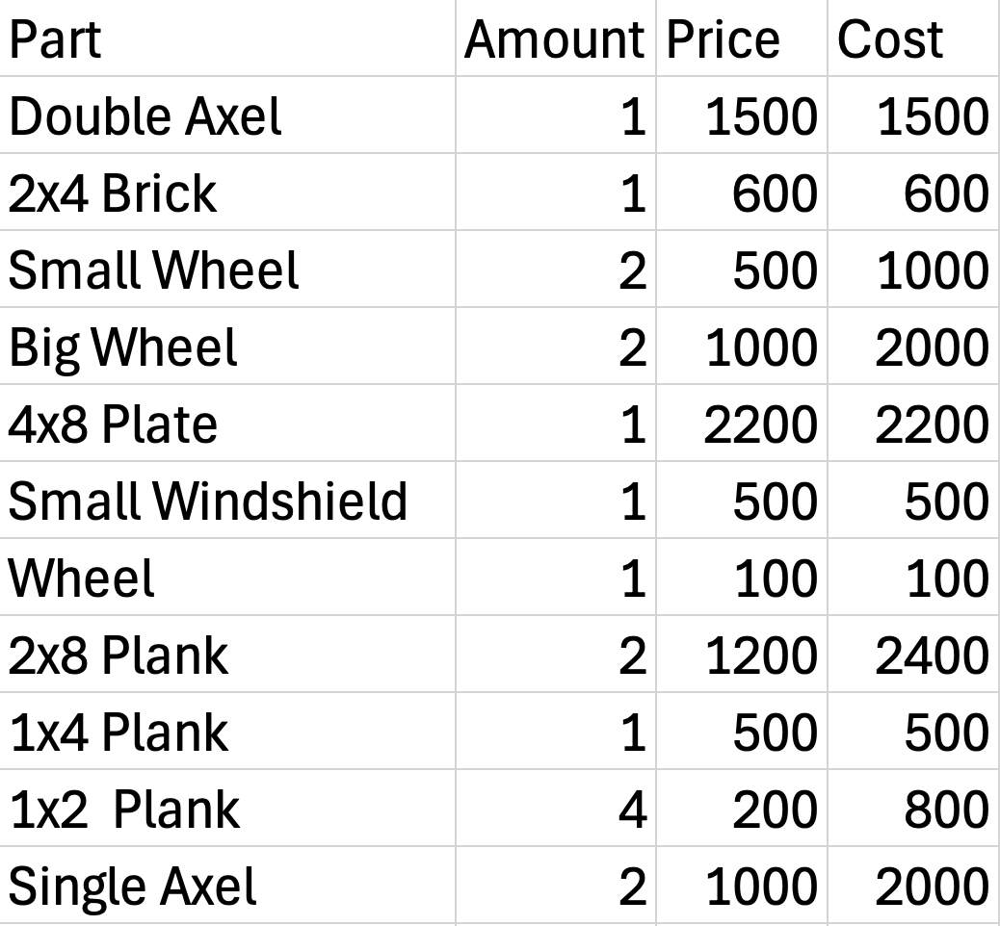 Part Amount Price Cost
Double Axel 1 1500 1500
2x4 Brick 1 600 600
Small Wheel 2 500 1000
Big Wheel 2 1000 2000
4x8 Plate 1 2200 2200
Small Windshield 1 500 500
Wheel 1 100 100
2x8 Plank 2 1200 2400
1x4 Plank 1 500 500
1x2  Plank 4 200 800
Single Axel 2 1000 2000